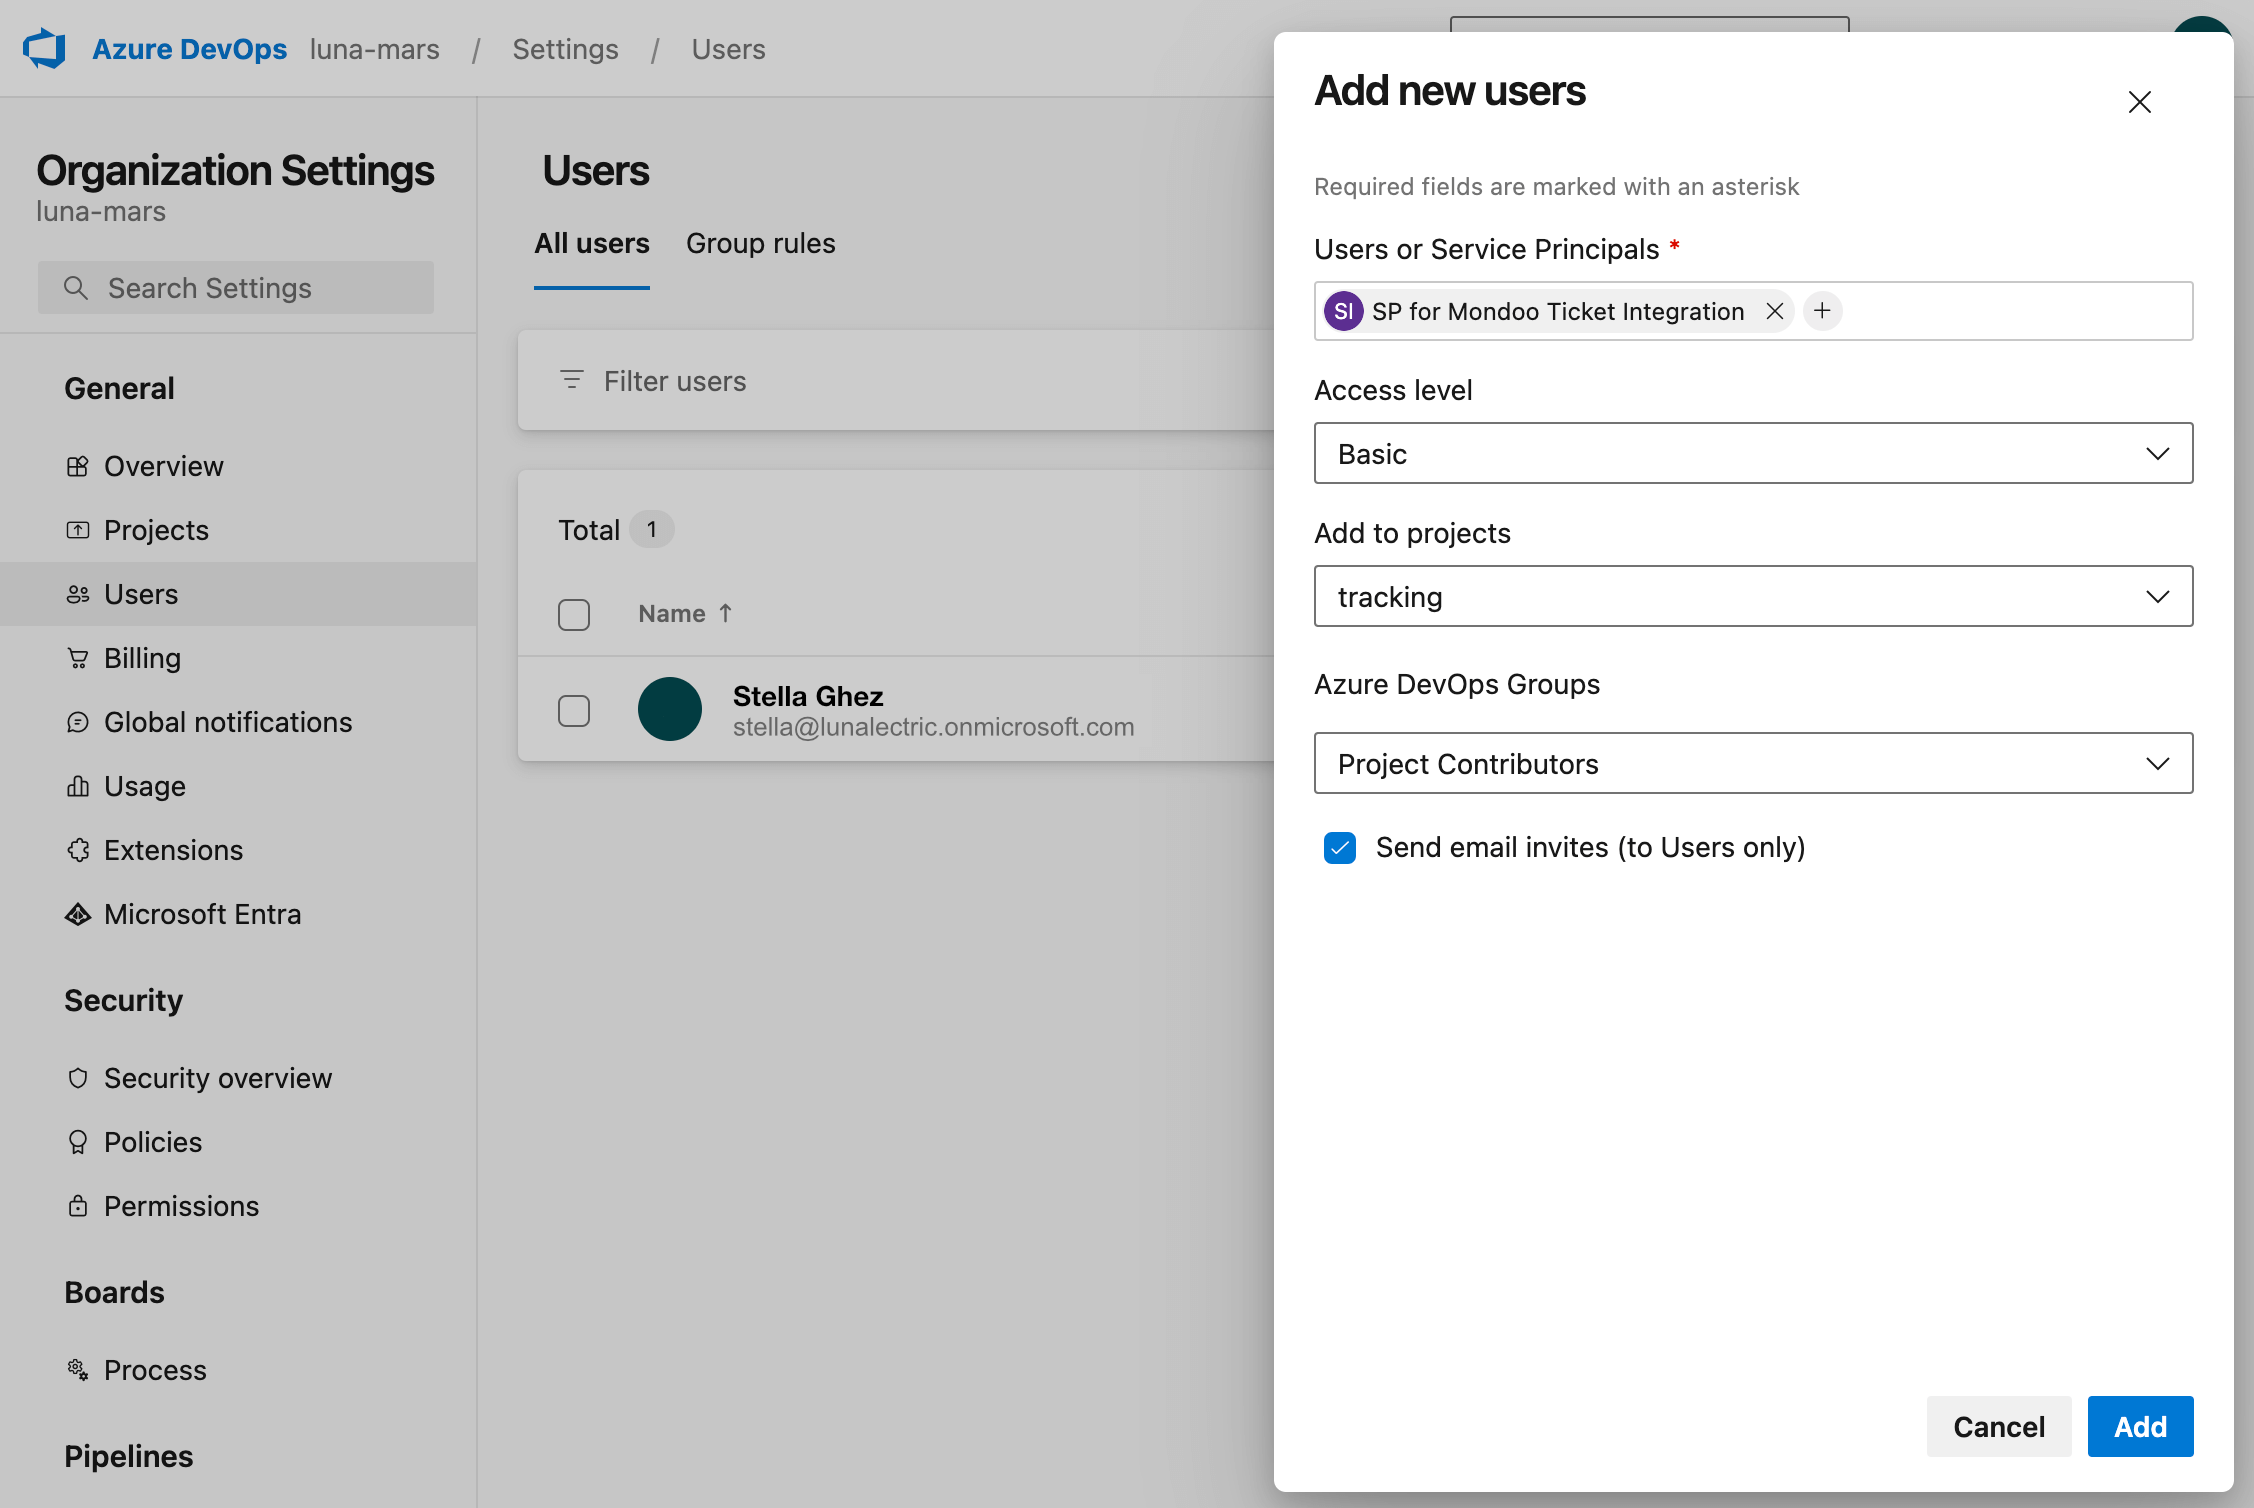 Azure DevOps luna-mars / Settings / Users
Organization Settings
luna-mars
Search Settings
General
Overview
Projects
Users
Billing
Global notifications
Usage
Extensions
Microsoft Entra
Security
Security overview
Policies
Permissions
Boards
Process
Pipelines
Users
All users Group rules
Filter users
Total 1
Name ↑
Stella Ghez
stella@lunalectric.onmicrosoft.com
Add new users
Required fields are marked with an asterisk
Users or Service Principals *
SI SP for Mondoo Ticket Integration
Access level
Basic
Add to projects
tracking
Azure DevOps Groups
Project Contributors
Send email invites (to Users only)
Cancel Add